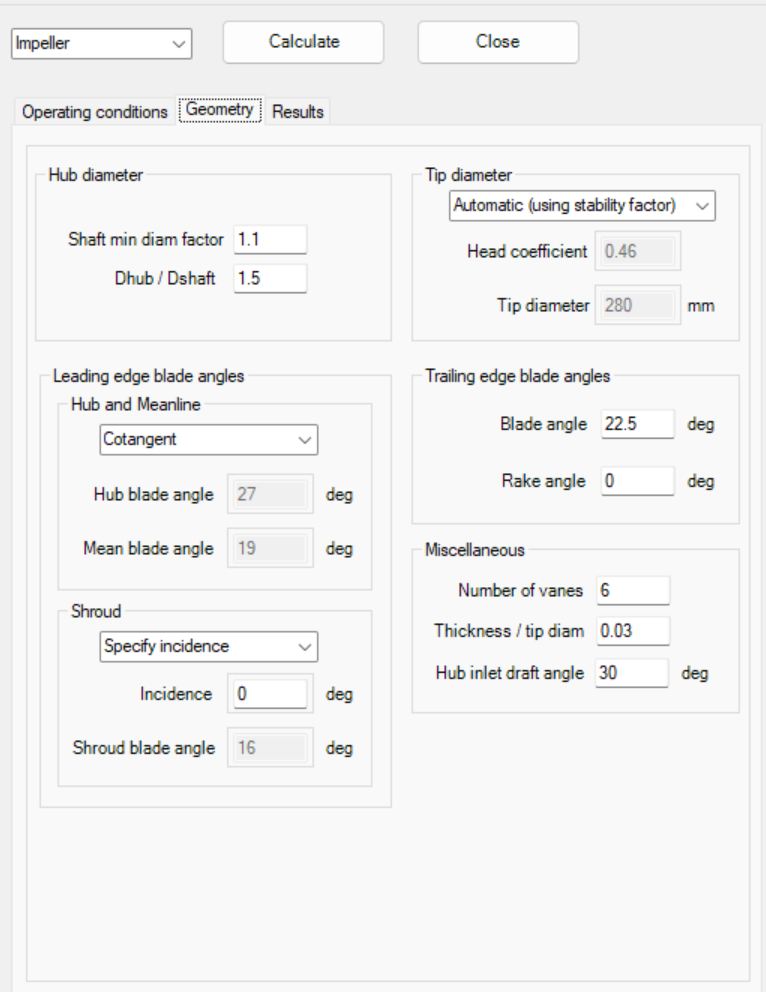 Impeller
Calculate
Close
Operating conditions
Geometry
Results
Hub diameter
Shaft min diam factor 1.1
Dhub / Dshaft 1.5
Tip diameter
Automatic (using stability factor)
Head coefficient 0.46
Tip diameter 280 mm
Leading edge blade angles
Hub and Meanline
Cotangent
Hub blade angle 27 deg
Mean blade angle 19 deg
Shroud
Specify incidence
Incidence 0 deg
Shroud blade angle 16 deg
Trailing edge blade angles
Blade angle 22.5 deg
Rake angle 0 deg
Miscellaneous
Number of vanes 6
Thickness / tip diam 0.03
Hub inlet draft angle 30 deg